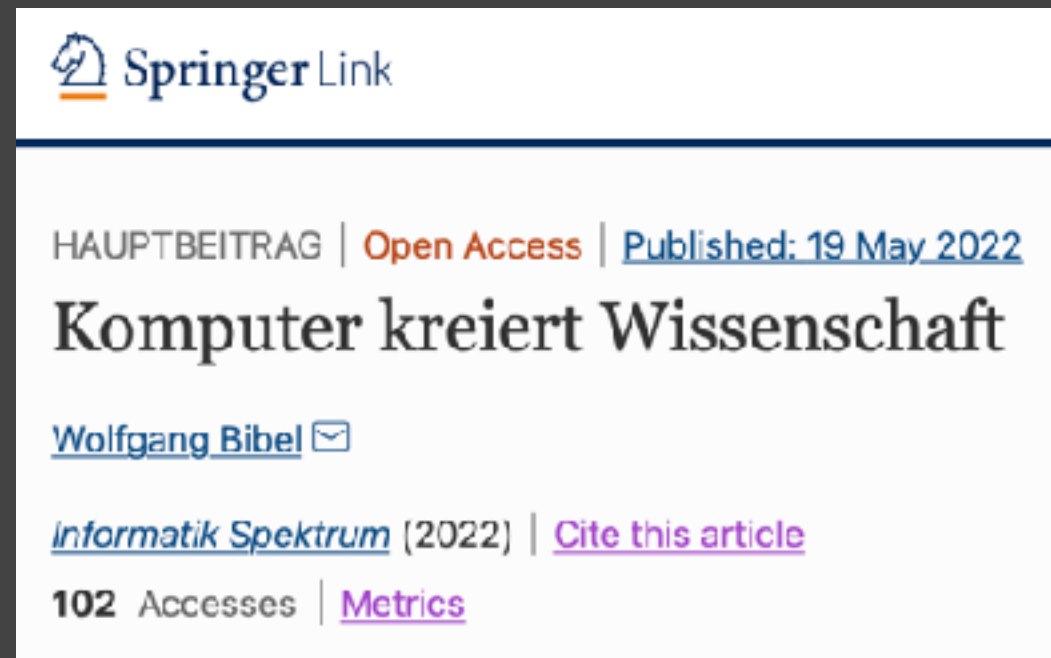 Springer Link
HAUPTBEITRAG | Open Access | Published: 19 May 2022
Komputer kreiert Wissenschaft
Wolfgang Bibel
Informatik Spektrum (2022) | Cite this article
102 Accesses | Metrics